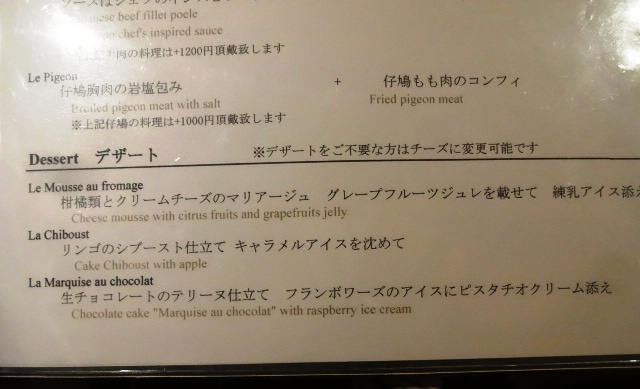 beef fillet poele
chef's inspired sauce
の料理は+1200円頂戴致します
Le Pigeon
仔鳩胸肉の岩塩包み + 仔鳩もも肉のコンフィ
Broiled pigeon meat with salt Fried pigeon meat
※上記仔鳩の料理は+1000円頂戴致します
Dessert デザート ※デザートをご不要な方はチーズに変更可能です
Le Mousse au fromage
柑橘類とクリームチーズのマリアージュ グレープフルーツジュレを載せて 練乳アイス添え
Cheese mousse with citrus fruits and grapefruits jelly
La Chiboust
リンゴのシブースト仕立て キャラメルアイスを沈めて
Cake Chiboust with apple
La Marquise au chocolat
生チョコレートのテリーヌ仕立て フランボワーズのアイスにピスタチオクリーム添え
Chocolate cake "Marquise au chocolat" with raspberry ice cream